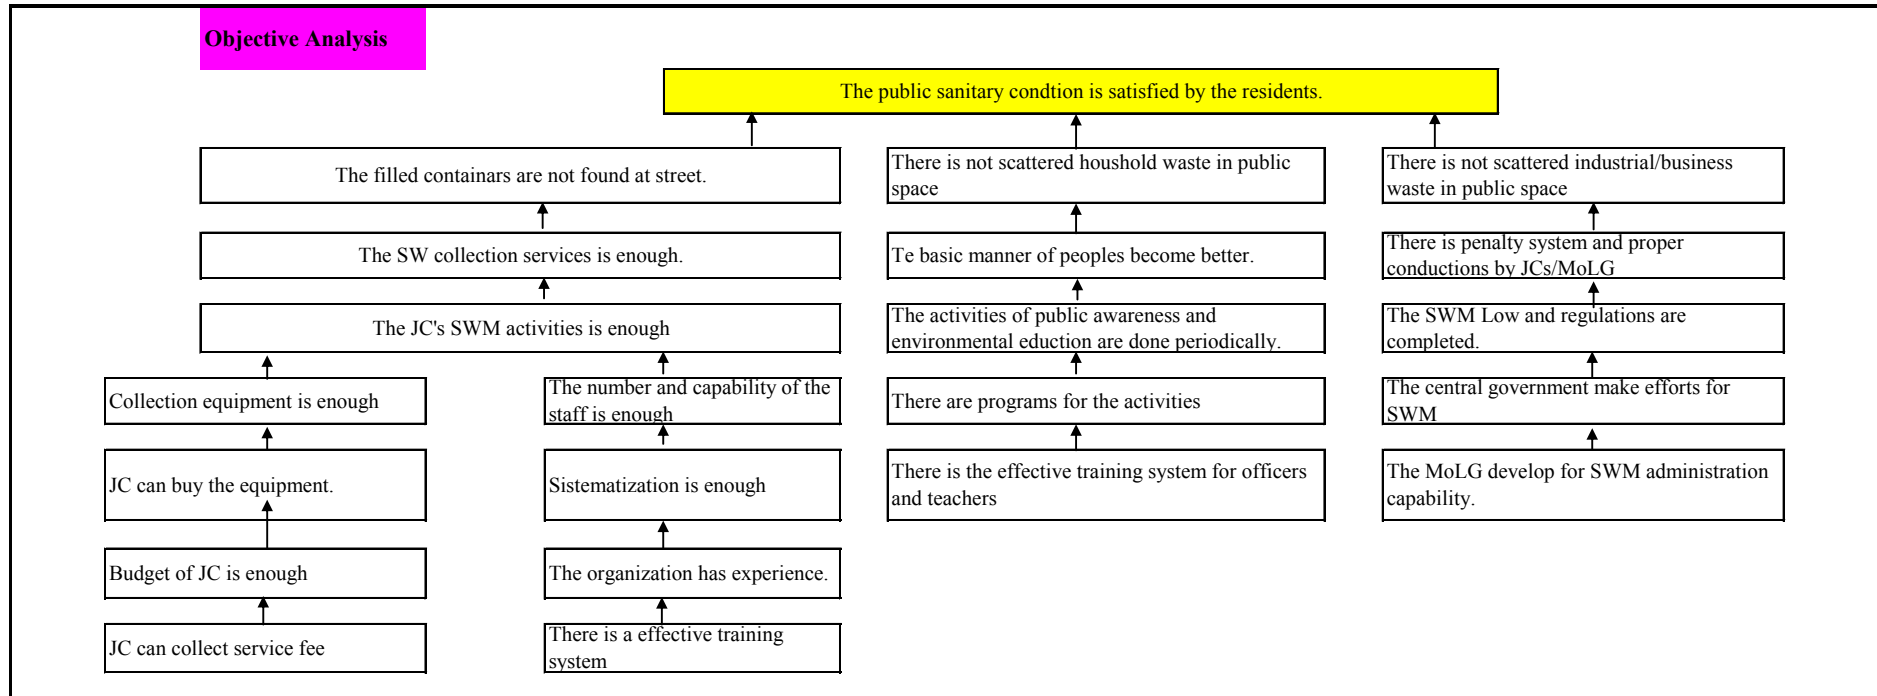 Objective Analysis
The public sanitary condtion is satisfied by the residents.
The filled containars are not found at street.
There is not scattered houshold waste in public
space
There is not scattered industrial/business
waste in public space
The SW collection services is enough.
Te basic manner of peoples become better.
There is penalty system and proper
conductions by JCs/MoLG
The JC's SWM activities is enough
The activities of public awareness and
environmental eduction are done periodically.
The SWM Low and regulations are
completed.
Collection equipment is enough
The number and capability of the
staff is enough
There are programs for the activities
The central government make efforts for
SWM
JC can buy the equipment.
Sistematization is enough
There is the effective training system for officers
and teachers
The MoLG develop for SWM administration
capability.
Budget of JC is enough
The organization has experience.
JC can collect service fee
There is a effective training
system